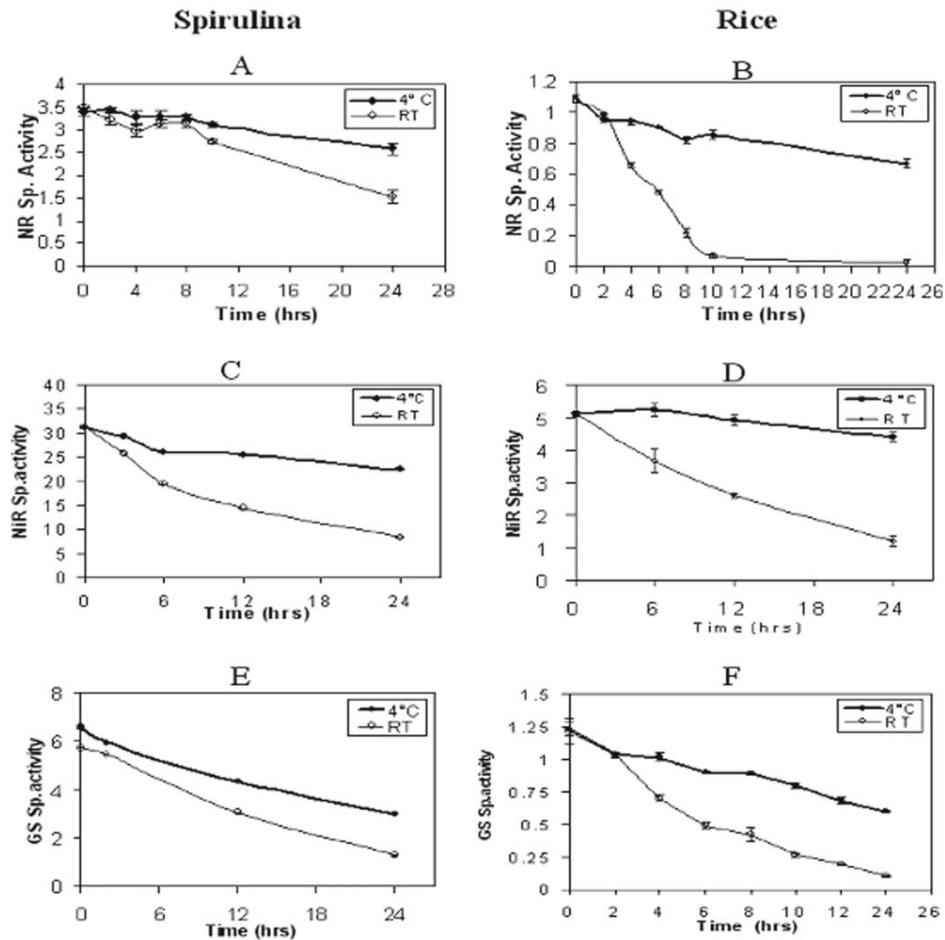 Spirulina
Rice
A
4° C
RT
NR Sp. Activity
4
3.5
3
2.5
2
1.5
1
0.5
0
0 4 8 12 16 20 24 28
Time (hrs)
B
4° C
RT
NR Sp. Activity
1.2
1
0.8
0.6
0.4
0.2
0
0 2 4 6 8 10 12 14 16 18 20 22 24 26
Time (hrs)
C
4°C
RT
NiR Sp.activity
40
35
30
25
20
15
10
5
0
0 6 12 18 24
Time (hrs)
D
4°C
RT
NiR Sp.activity
6
5
4
3
2
1
0
0 6 12 18 24
Time (hrs)
E
4°C
RT
GS Sp.activity
8
6
4
2
0
0 6 12 18 24
Time (hrs)
F
4°C
RT
GS Sp.activity
1.5
1.25
1
0.75
0.5
0.25
0
0 2 4 6 8 10 12 24 26
Time (hrs)